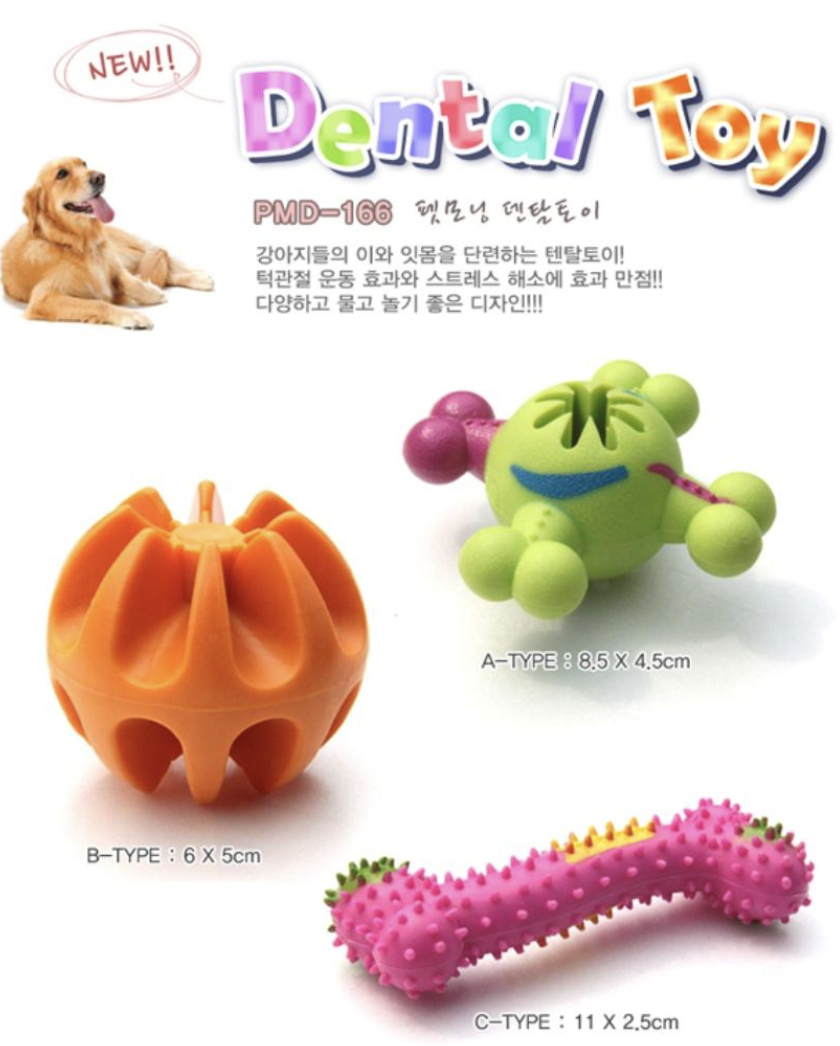 NEW!!
Dental Toy
PMD-166 펫모닝 덴탈토이
강아지들의 이와 잇몸을 단련하는 텐탈토이!
턱관절 운동 효과와 스트레스 해소에 효과 만점!!
다양하고 물고 놀기 좋은 디자인!!!
A-TYPE : 8.5 X 4.5cm
B-TYPE : 6 X 5cm
C-TYPE : 11 X 2.5cm